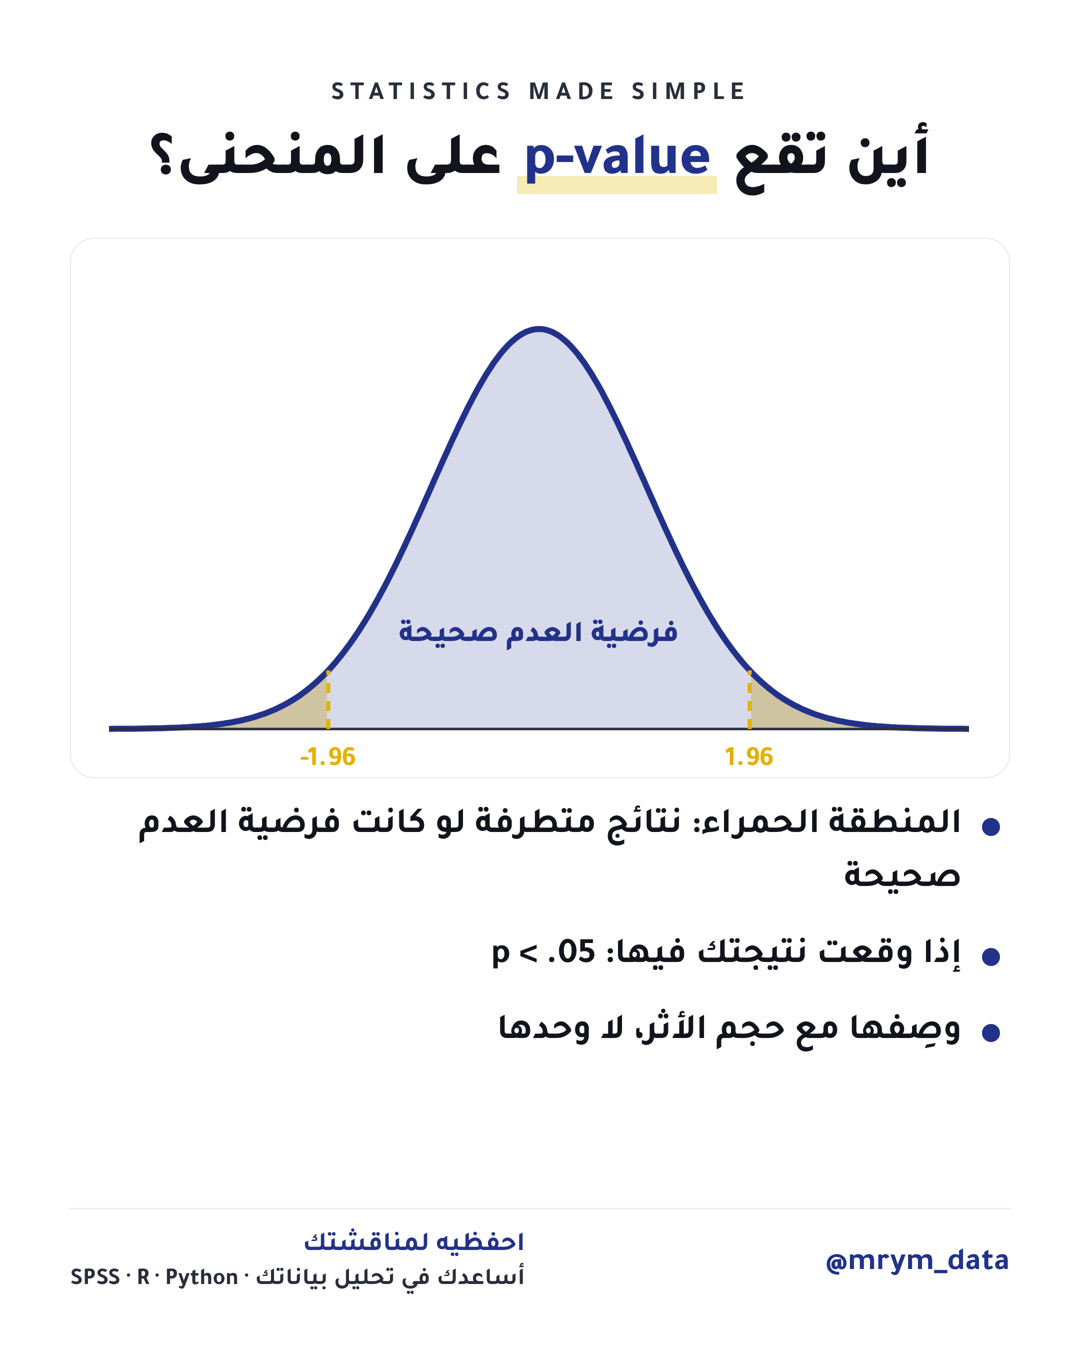 STATISTICS MADE SIMPLE
أين تقع p-value على المنحنى؟
فرضية العدم صحيحة
-1.96
1.96
المنطقة الحمراء: نتائج متطرفة لو كانت فرضية العدم
صحيحة
إذا وقعت نتيجتك فيها: p < .05
وصِفها مع حجم الأثر، لا وحدها
@mrym_data
احفظيه لمناقشتك
أساعدك في تحليل بياناتك · SPSS · R · Python